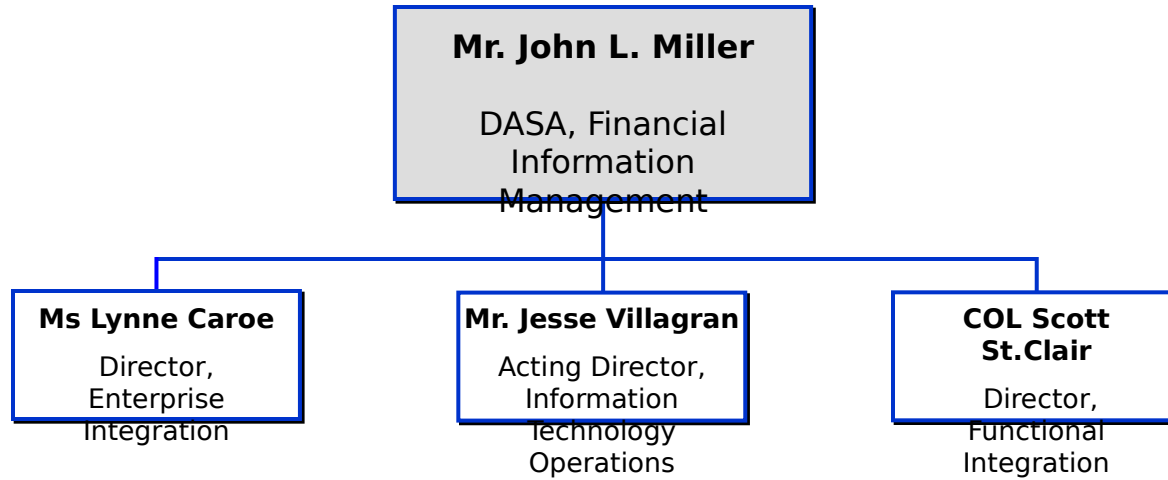 Mr. John L. Miller
DASA, Financial
Information
Management
Ms Lynne Caroe
Director,
Enterprise
Integration
Mr. Jesse Villagran
Acting Director,
Information
Technology
Operations
COL Scott
St.Clair
Director,
Functional
Integration